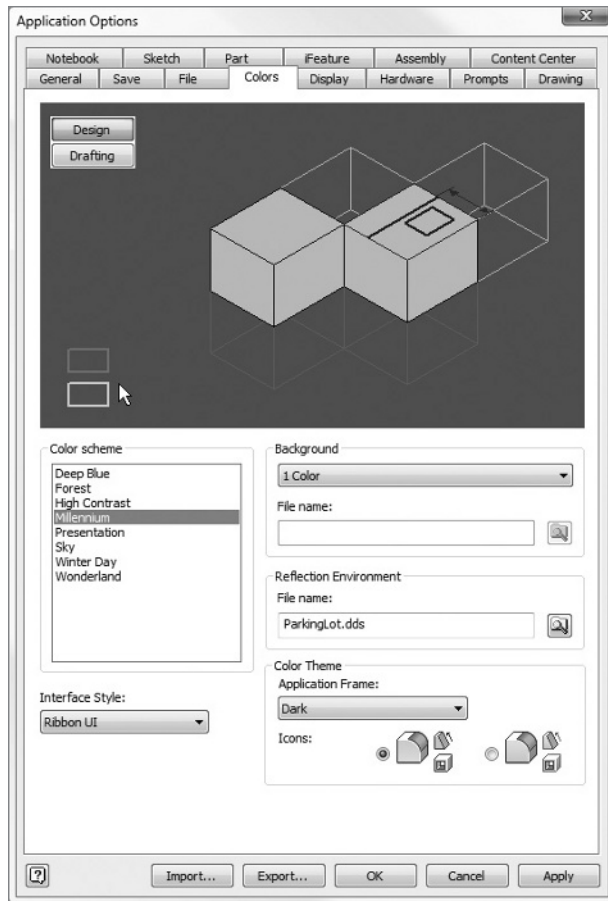 Application Options
Notebook Sketch Part iFeature Assembly Content Center
General Save File Colors Display Hardware Prompts Drawing
Design
Drafting
Color scheme
Deep Blue
Forest
High Contrast
Millennium
Presentation
Sky
Winter Day
Wonderland
Background
1 Color
File name:
Reflection Environment
File name:
ParkingLot.dds
Interface Style:
Ribbon UI
Color Theme
Application Frame:
Dark
Icons:
Import... Export... OK Cancel Apply